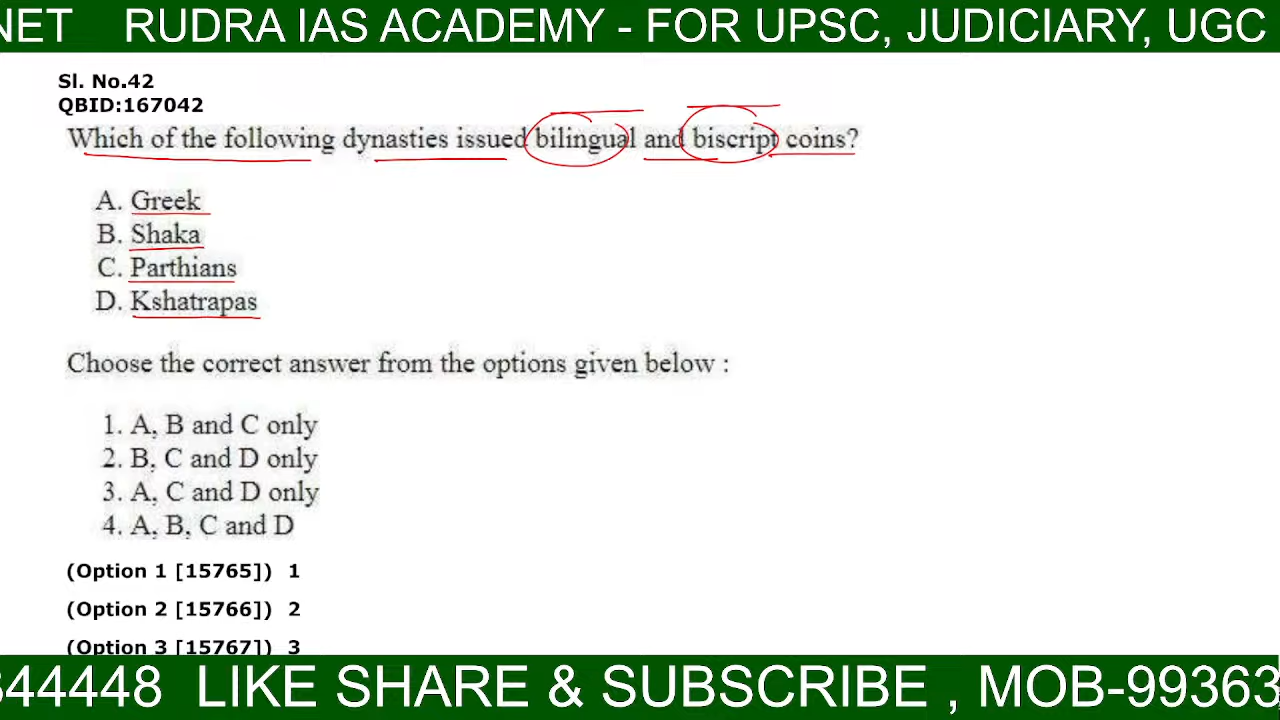 NET RUDRA IAS ACADEMY - FOR UPSC, JUDICIARY, UGC
Sl. No.42
QBID:167042
Which of the following dynasties issued bilingual and biscript coins?
A. Greek
B. Shaka
C. Parthians
D. Kshatrapas
Choose the correct answer from the options given below :
1. A, B and C only
2. B, C and D only
3. A, C and D only
4. A, B, C and D
(Option 1 [15765]) 1
(Option 2 [15766]) 2
(Option 3 [15767]) 3
44448 LIKE SHARE & SUBSCRIBE , MOB-99363